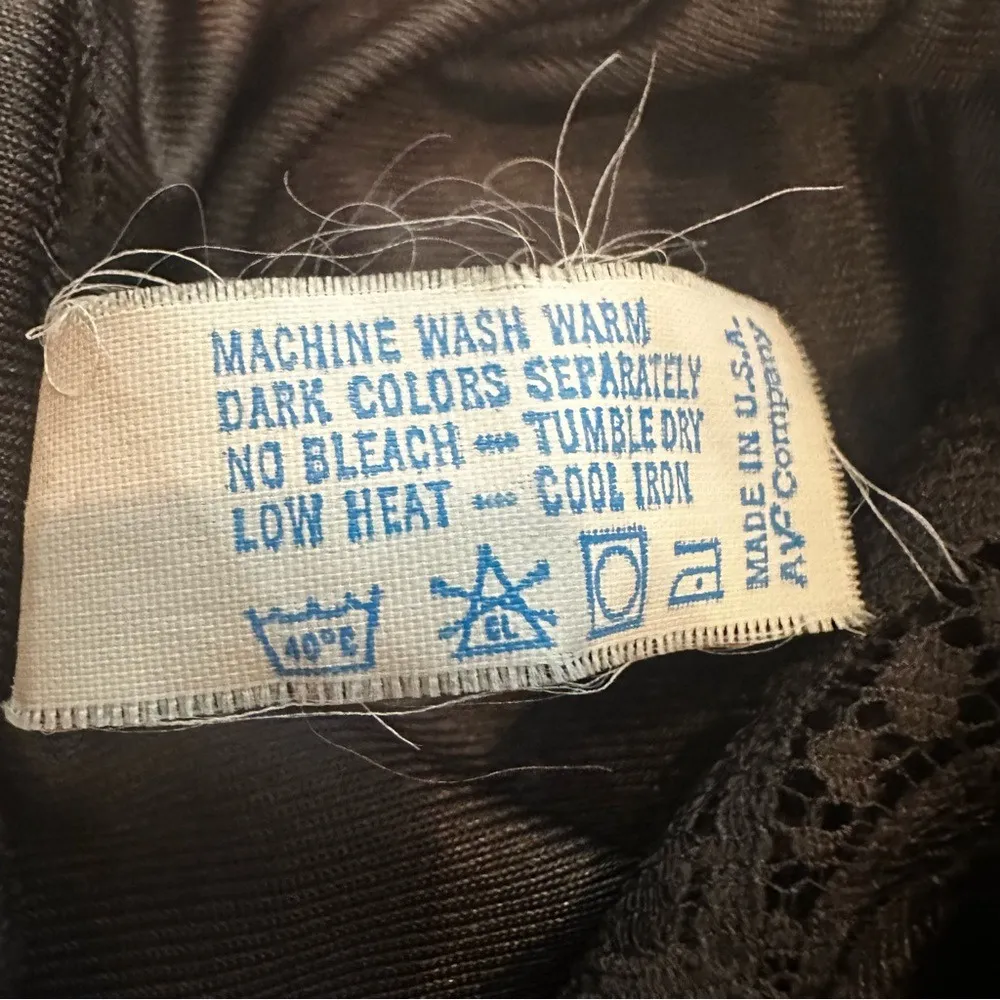 MACHINE WASH WARM
DARK COLORS SEPARATELY
NO BLEACH - TUMBLE DRY
LOW HEAT - COOL IRON
40°C
CL
MADE IN U.S.A.
Company